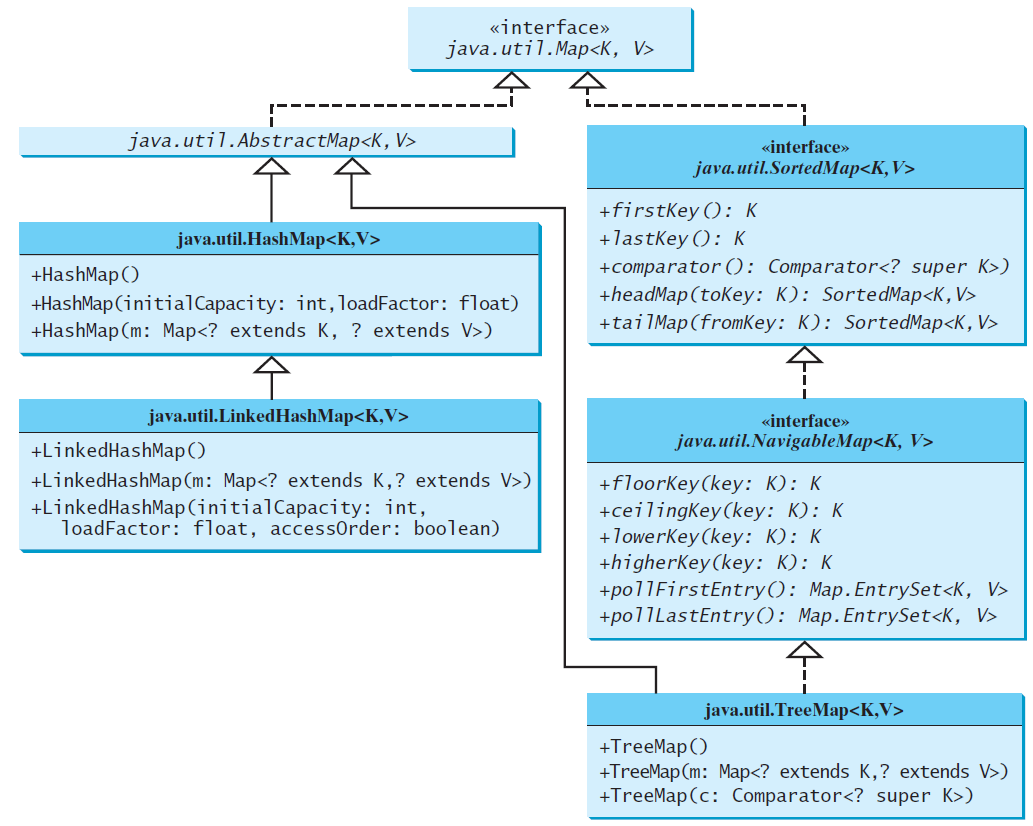 «interface»
java.util.Map<K, V>
java.util.AbstractMap<K,V>
«interface»
java.util.SortedMap<K,V>
+firstKey(): K
+lastKey(): K
+comparator(): Comparator<? super K>)
+headMap(toKey: K): SortedMap<K,V>
+tailMap(fromKey: K): SortedMap<K,V>
java.util.HashMap<K,V>
+HashMap()
+HashMap(initialCapacity: int,loadFactor: float)
+HashMap(m: Map<? extends K, ? extends V>)
java.util.LinkedHashMap<K,V>
+LinkedHashMap()
+LinkedHashMap(m: Map<? extends K,? extends V>)
+LinkedHashMap(initialCapacity: int,
loadFactor: float, accessOrder: boolean)
«interface»
java.util.NavigableMap<K, V>
+floorKey(key: K): K
+ceilingKey(key: K): K
+lowerKey(key: K): K
+higherKey(key: K): K
+pollFirstEntry(): Map.EntrySet<K, V>
+pollLastEntry(): Map.EntrySet<K, V>
java.util.TreeMap<K,V>
+TreeMap()
+TreeMap(m: Map<? extends K,? extends V>)
+TreeMap(c: Comparator<? super K>)